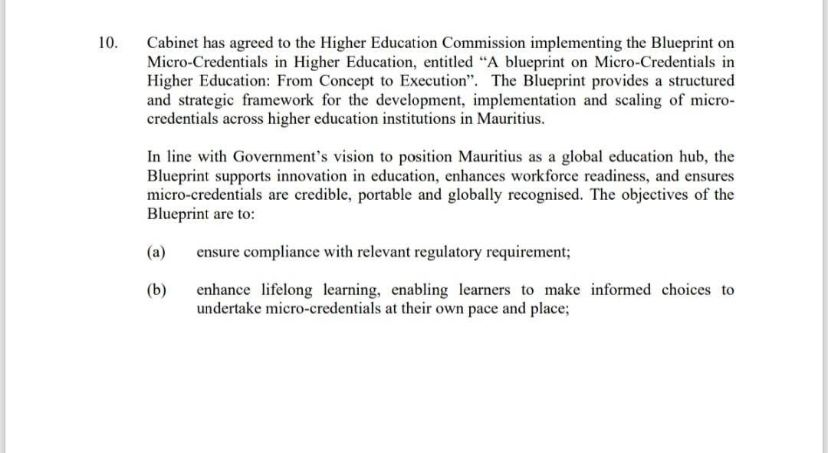 10. Cabinet has agreed to the Higher Education Commission implementing the Blueprint on
Micro-Credentials in Higher Education, entitled “A blueprint on Micro-Credentials in
Higher Education: From Concept to Execution”. The Blueprint provides a structured
and strategic framework for the development, implementation and scaling of micro-
credentials across higher education institutions in Mauritius.
In line with Government’s vision to position Mauritius as a global education hub, the
Blueprint supports innovation in education, enhances workforce readiness, and ensures
micro-credentials are credible, portable and globally recognised. The objectives of the
Blueprint are to:
(a) ensure compliance with relevant regulatory requirement;
(b) enhance lifelong learning, enabling learners to make informed choices to
undertake micro-credentials at their own pace and place;